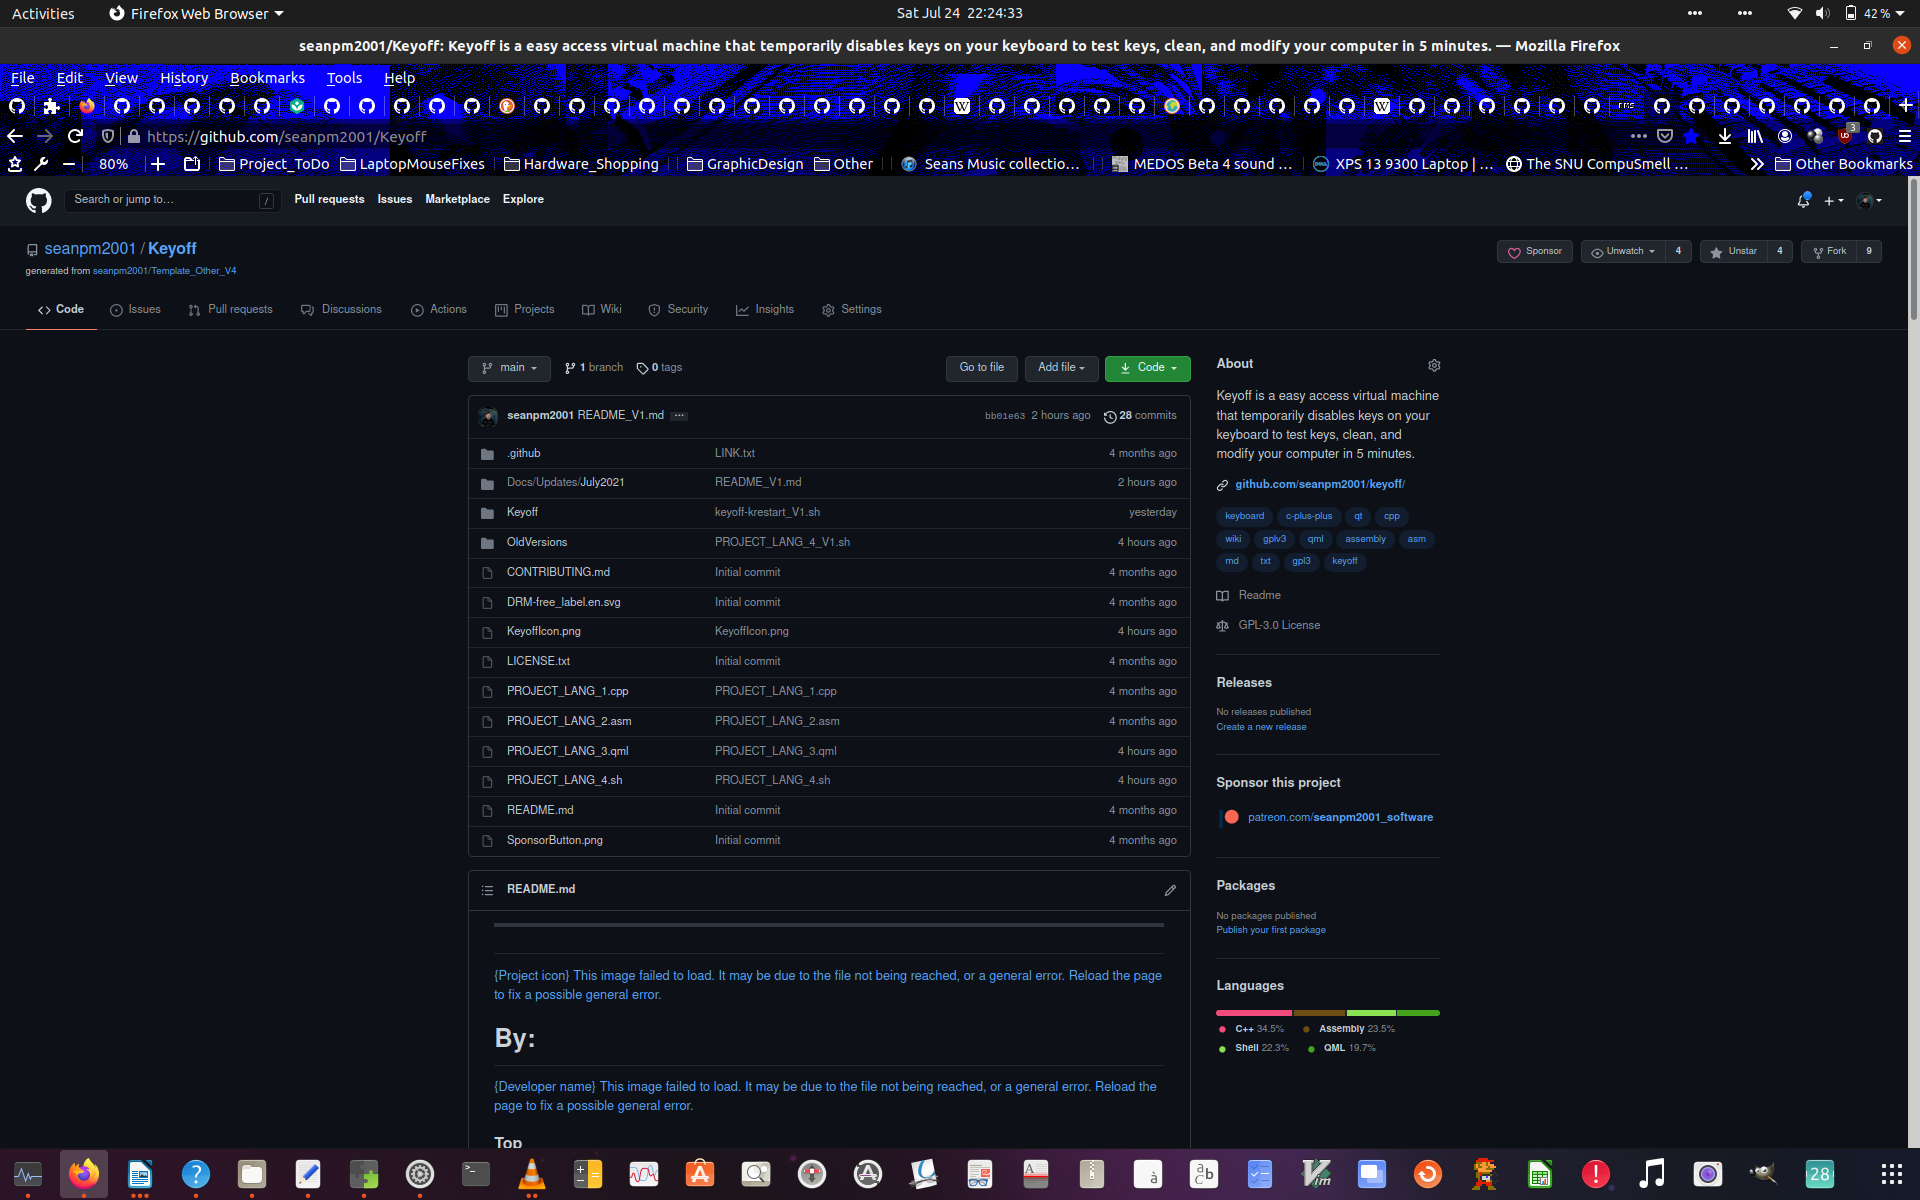 Activities Firefox Web Browser Sat Jul 24 22:24:33 42 %
seanpm2001/Keyoff: Keyoff is a easy access virtual machine that temporarily disables keys on your keyboard to test keys, clean, and modify your computer in 5 minutes. — Mozilla Firefox
File Edit View History Bookmarks Tools Help
https://github.com/seanpm2001/Keyoff 3
80% Project_ToDo LaptopMouseFixes Hardware_Shopping GraphicDesign Other Seans Music collectio… MEDOS Beta 4 sound … XPS 13 9300 Laptop | … The SNU CompuSmell … Other Bookmarks
Search or jump to… / Pull requests Issues Marketplace Explore
seanpm2001 / Keyoff Sponsor Unwatch 4 Unstar 4 Fork 9
generated from seanpm2001/Template_Other_V4
Code Issues Pull requests Discussions Actions Projects Wiki Security Insights Settings
main 1 branch 0 tags Go to file Add file Code
seanpm2001 README_V1.md ... bb01e63 2 hours ago 28 commits
.github LINK.txt 4 months ago
Docs/Updates/July2021 README_V1.md 2 hours ago
Keyoff keyoff-krestart_V1.sh yesterday
OldVersions PROJECT_LANG_4_V1.sh 4 hours ago
CONTRIBUTING.md Initial commit 4 months ago
DRM-free_label.en.svg Initial commit 4 months ago
KeyoffIcon.png KeyoffIcon.png 4 hours ago
LICENSE.txt Initial commit 4 months ago
PROJECT_LANG_1.cpp PROJECT_LANG_1.cpp 4 months ago
PROJECT_LANG_2.asm PROJECT_LANG_2.asm 4 months ago
PROJECT_LANG_3.qml PROJECT_LANG_3.qml 4 hours ago
PROJECT_LANG_4.sh PROJECT_LANG_4.sh 4 hours ago
README.md Initial commit 4 months ago
SponsorButton.png Initial commit 4 months ago
README.md
{Project icon} This image failed to load. It may be due to the file not being reached, or a general error. Reload the page
to fix a possible general error.
By:
{Developer name} This image failed to load. It may be due to the file not being reached, or a general error. Reload the
page to fix a possible general error.
Top
About
Keyoff is a easy access virtual machine
that temporarily disables keys on your
keyboard to test keys, clean, and
modify your computer in 5 minutes.
github.com/seanpm2001/keyoff/
keyboard c-plus-plus qt cpp
wiki gplv3 qml assembly asm
md txt gpl3 keyoff
Readme
GPL-3.0 License
Releases
No releases published
Create a new release
Sponsor this project
patreon.com/seanpm2001_software
Packages
No packages published
Publish your first package
Languages
C++ 34.5% Assembly 23.5%
Shell 22.3% QML 19.7%
28